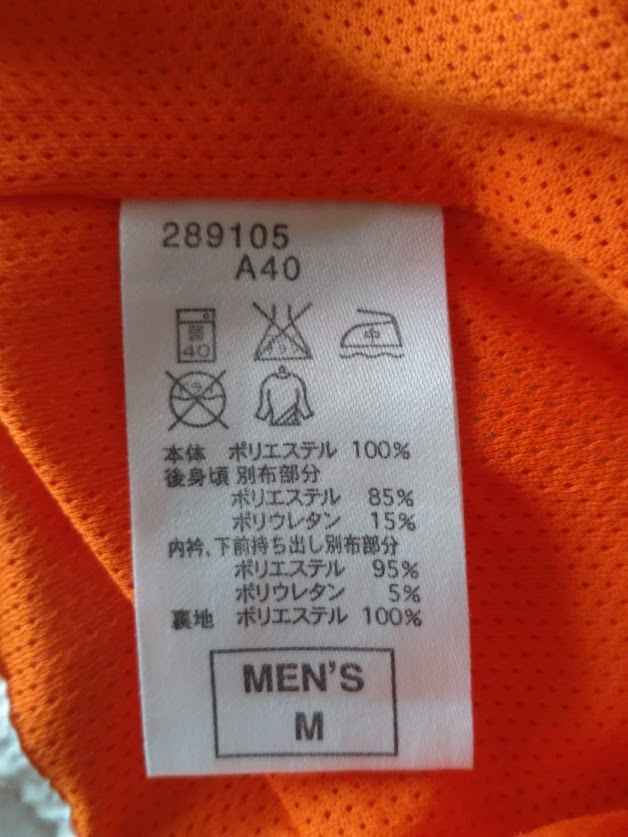 289105
A40
40
中
本体 ポリエステル 100%
後身頃 別布部分
ポリエステル 85%
ポリウレタン 15%
内衿、下前持ち出し別布部分
ポリエステル 95%
ポリウレタン 5%
裏地 ポリエステル 100%
MEN'S
M